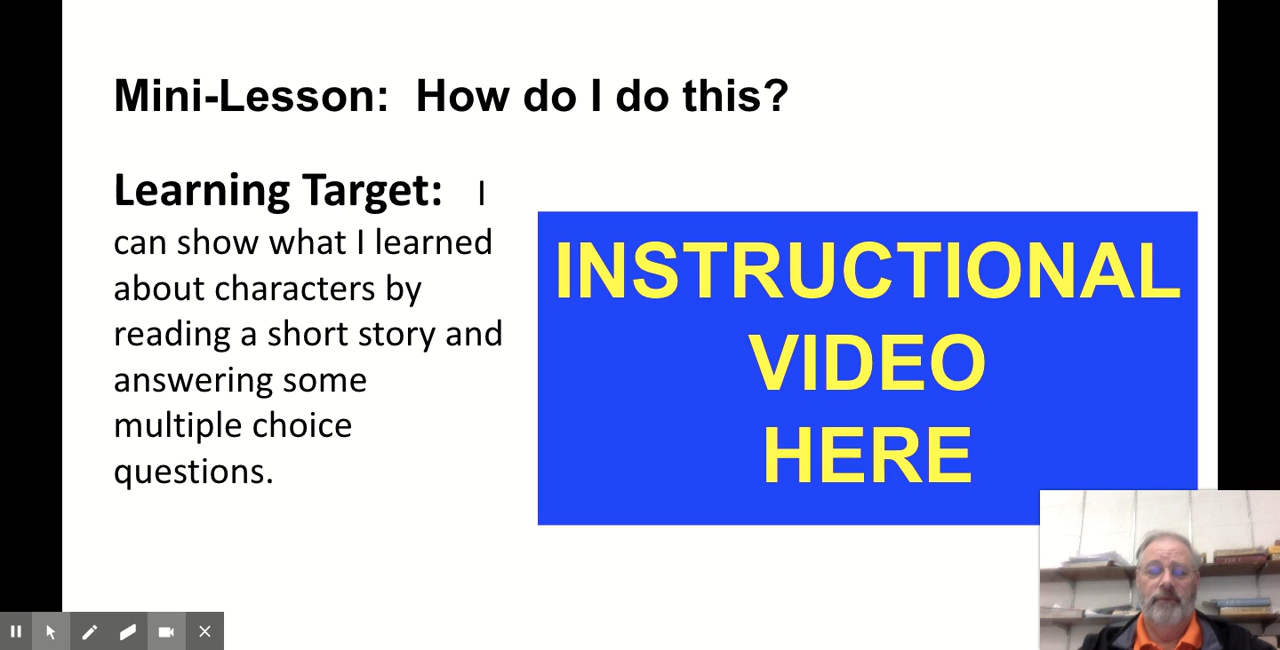 Mini-Lesson:  How do I do this?
Learning Target:   I
can show what I learned
about characters by
reading a short story and
answering some
multiple choice
questions.
INSTRUCTIONAL
VIDEO
HERE